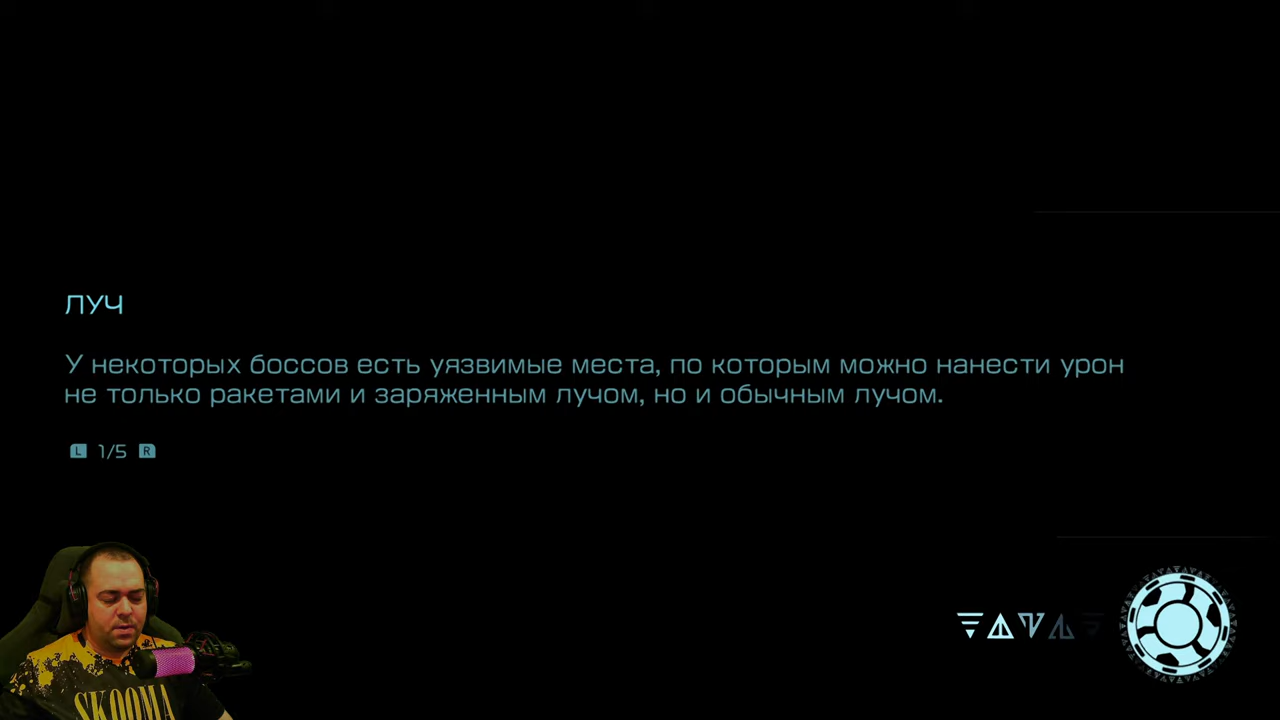 ЛУЧ
У некоторых боссов есть уязвимые места, по которым можно нанести урон
не только ракетами и заряженным лучом, но и обычным лучом.
L 1/5 R
SKOOMA